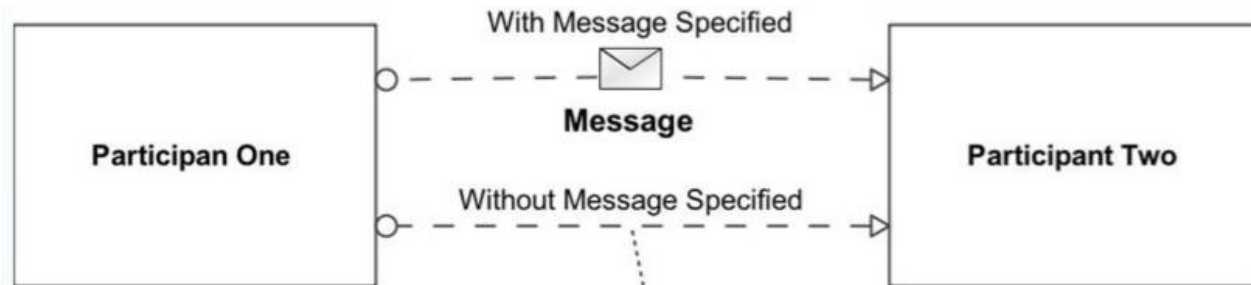 With Message Specified
Message
Participan One
Participant Two
Without Message Specified